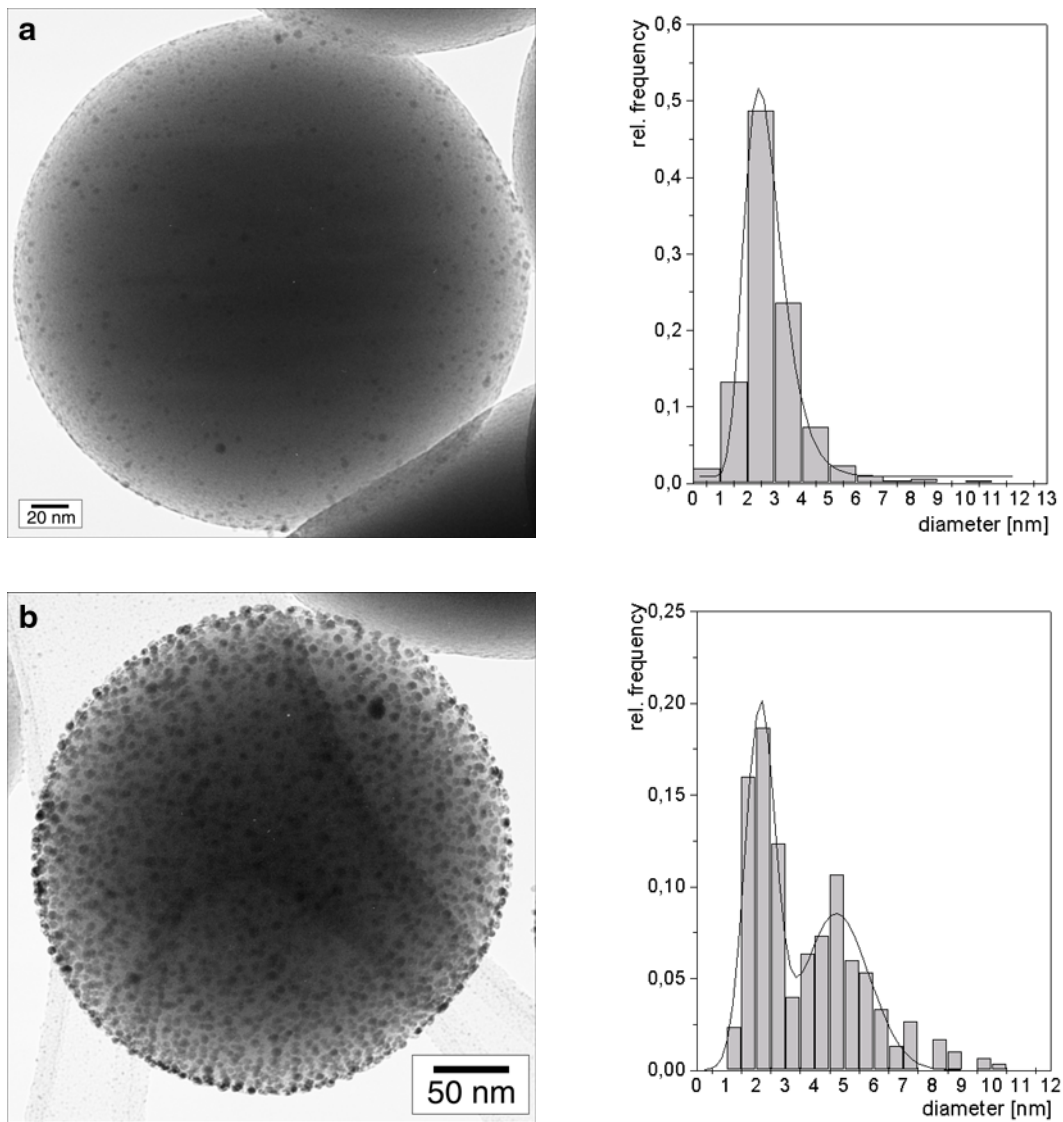 a
20 nm
rel. frequency
0,6
0,5
0,4
0,3
0,2
0,1
0,0
0 1 2 3 4 5 6 7 8 9 10 11 12 13
diameter [nm]
b
50 nm
rel. frequency
0,25
0,20
0,15
0,10
0,05
0,00
0 1 2 3 4 5 6 7 8 9 10 11 12
diameter [nm]